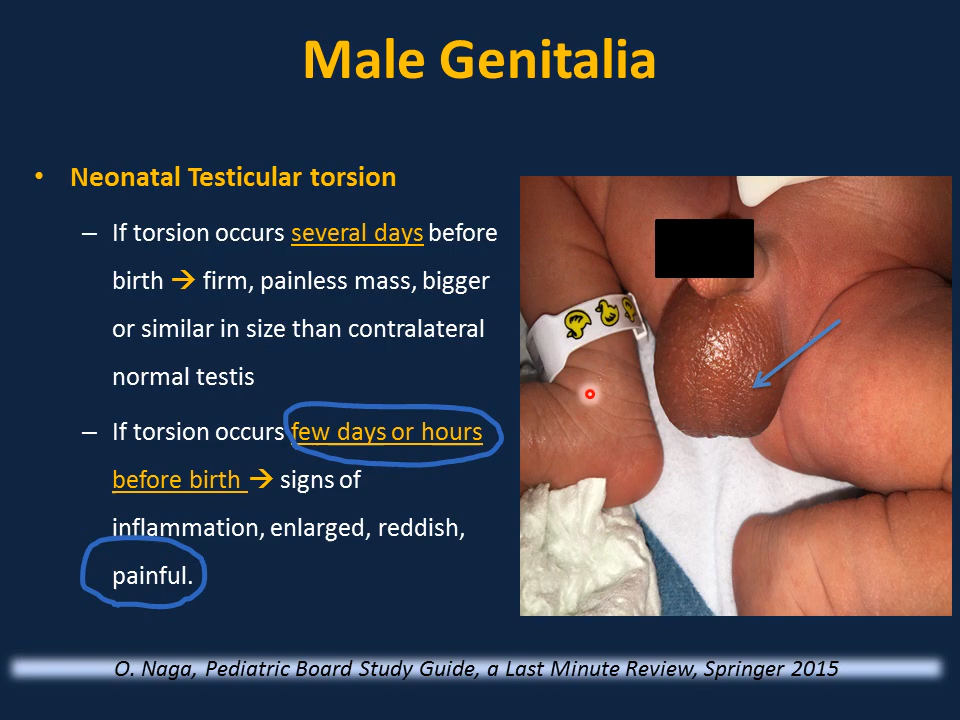 Male Genitalia
• Neonatal Testicular torsion
– If torsion occurs several days before
birth → firm, painless mass, bigger
or similar in size than contralateral
normal testis
– If torsion occurs few days or hours
before birth → signs of
inflammation, enlarged, reddish,
painful.
O. Naga, Pediatric Board Study Guide, a Last Minute Review, Springer 2015